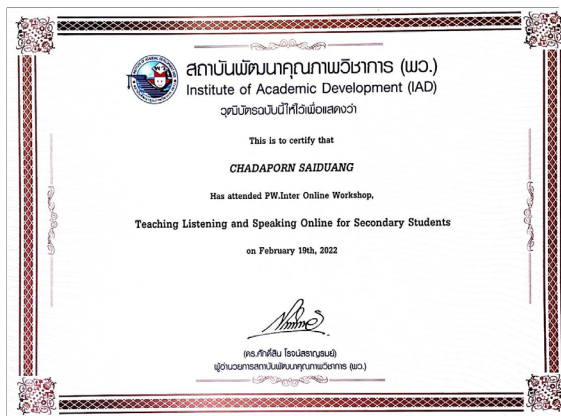 สถาบันพัฒนาคุณภาพวิชาการ (พว.)
Institute of Academic Development (IAD)
วุฒิบัตรฉบับนี้ให้ไว้เพื่อแสดงว่า
This is to certify that
CHADAPORN SAIDUANG
Has attended PW.Inter Online Workshop,
Teaching Listening and Speaking Online for Secondary Students
on February 19th, 2022
(ดร.ศักดิ์สิน โรจน์สราญรมย์)
ผู้อำนวยการสถาบันพัฒนาคุณภาพวิชาการ (พว.)